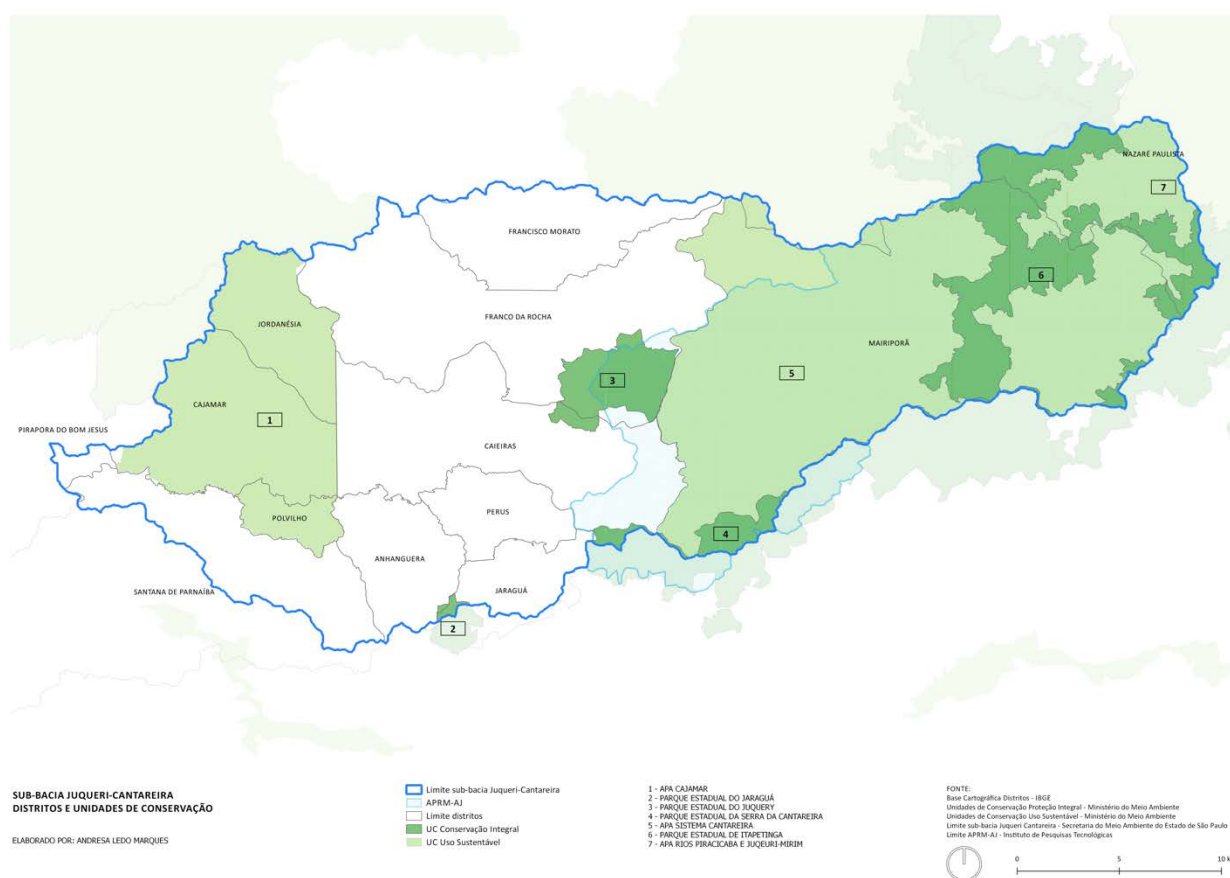 NAZARÉ PAULISTA
7
FRANCISCO MORATO
6
FRANCO DA ROCHA
JORDANÉSIA
MAIRIPORÃ
5
3
CAJAMAR
1
PIRAPORA DO BOM JESUS
CAIEIRAS
PERUS
POLVILHO
4
ANHANGUERA
SANTANA DE PARNAÍBA
JARAGUÁ
2
SUB-BACIA JUQUERI-CANTAREIRA
DISTRITOS E UNIDADES DE CONSERVAÇÃO
ELABORADO POR: ANDRESA LEDO MARQUES
Limite sub-bacia Juqueri-Cantareira
APRM-AJ
Limite distritos
UC Conservação Integral
UC Uso Sustentável
1 - APA CAJAMAR
2 - PARQUE ESTADUAL DO JARAGUÁ
3 - PARQUE ESTADUAL DO JUQUERY
4 - PARQUE ESTADUAL DA SERRA DA CANTAREIRA
5 - APA SISTEMA CANTAREIRA
6 - PARQUE ESTADUAL DE ITAPETINGA
7 - APA RIOS PIRACICABA E JUQEURI-MIRIM
FONTE:
Base Cartográfica Distritos - IBGE
Unidades de Conservação Proteção Integral - Ministério do Meio Ambiente
Unidades de Conservação Uso Sustentável - Ministério do Meio Ambiente
Limite sub-bacia Juqueri Cantareira - Secretaria do Meio Ambiente do Estado de São Paulo
Limite APRM-AJ - Instituto de Pesquisas Tecnológicas
0 5 10 k